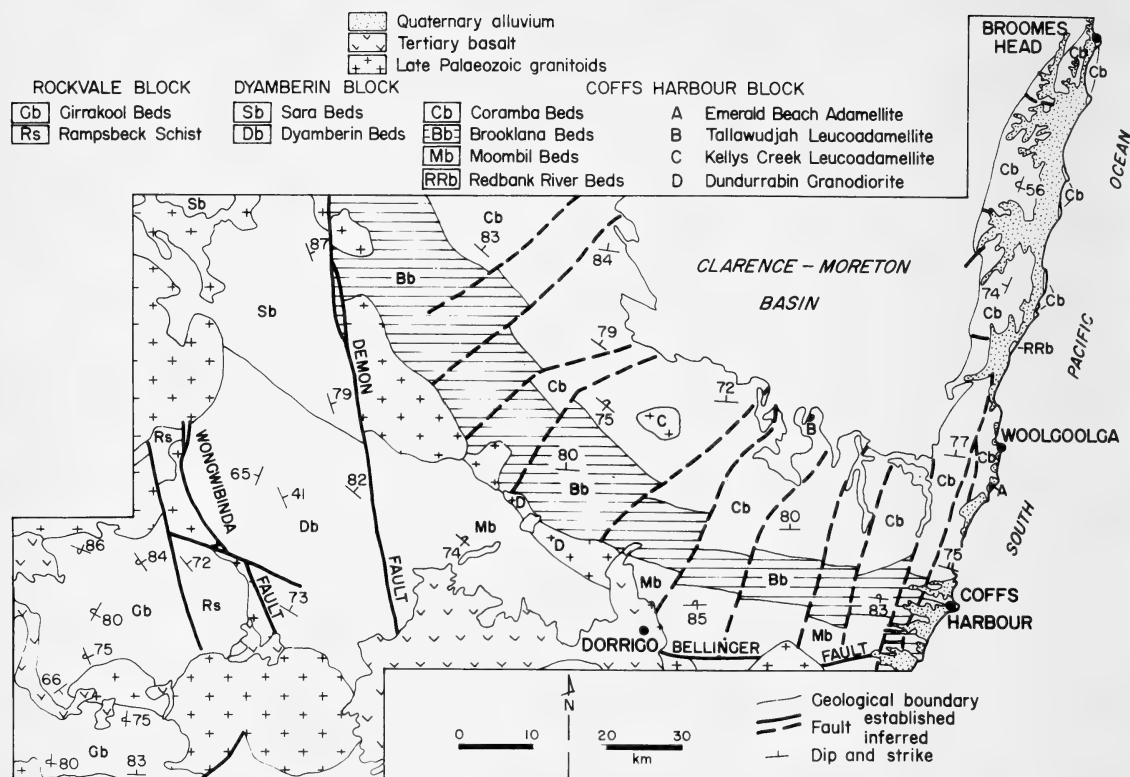 Quaternary alluvium
Tertiary basalt
Late Palaeozoic granitoids
ROCKVALE BLOCK
Gb Girrakool Beds
Rs Rampsbeck Schist
DYAMBERIN BLOCK
Sb Sara Beds
Db Dyamberin Beds
COFFS HARBOUR BLOCK
Cb Coramba Beds
Bb Brooklana Beds
Mb Moombil Beds
RRb Redbank River Beds
A Emerald Beach Adamellite
B Tallawudjah Leucoadamellite
C Kellys Creek Leucoadamellite
D Dundurrabin Granodiorite
BROOMES
HEAD
Cb
Cb
Cb
56
Cb
OCEAN
74
Cb
Cb
RRb
PACIFIC
77
WOOLGOOLGA
Cb
Cb
A
SOUTH
75
COFFS
HARBOUR
Sb
87
Cb
83
84
CLARENCE – MORETON
BASIN
Bb
Sb
DEMON
79
79
Cb
72
75
C
B
Rs
WONGWIBINDA
65
41
82
80
Bb
D
Cb
80
Cb
Db
Mb
74
D
86
84
72
Gb
Rs
FAULT
73
FAULT
80
75
66
75
Gb
80
83
Mb
Bb
85
83
Mb
DORRIGO
BELLINGER
FAULT
N
0 10 20 30
km
Geological boundary
Fault established
inferred
Dip and strike